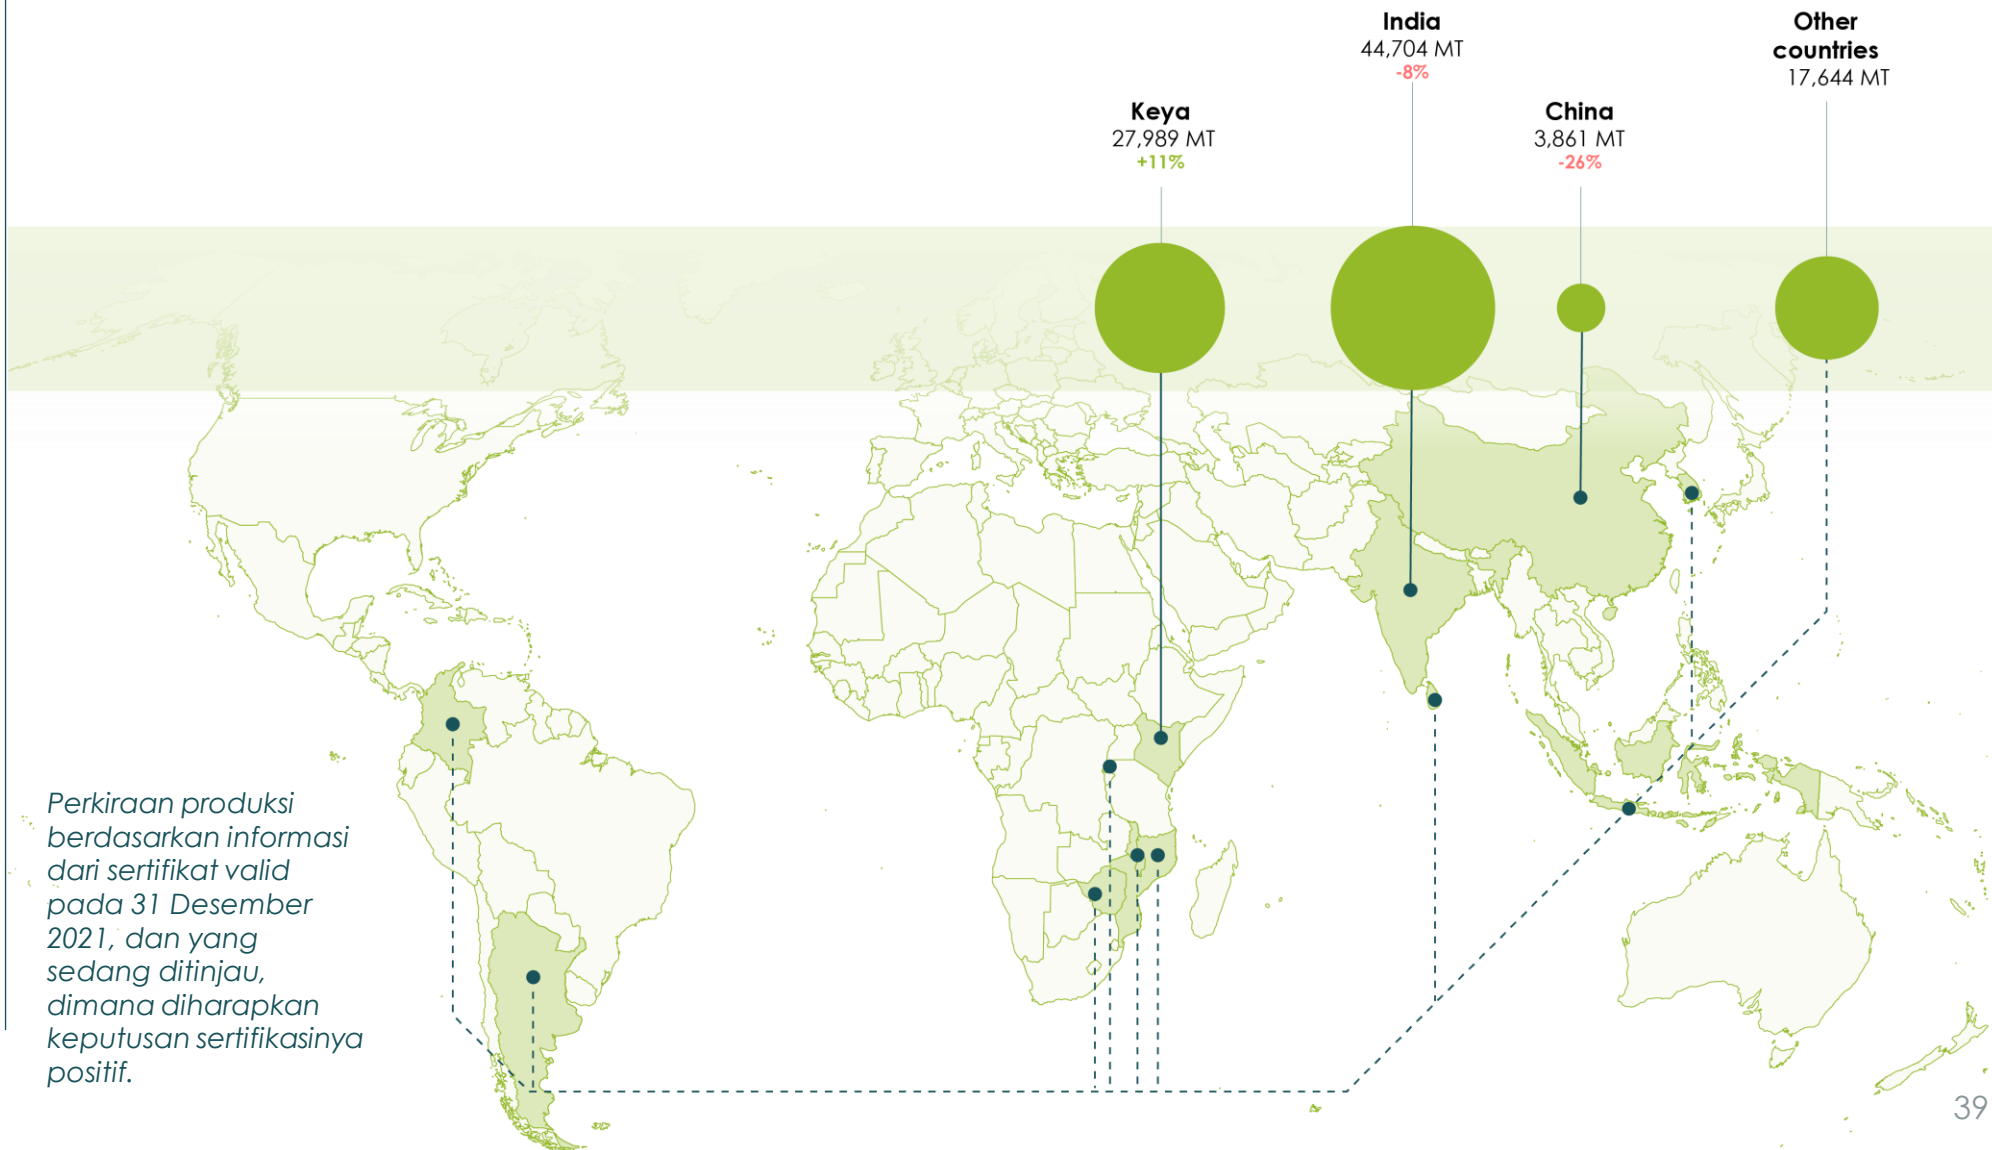 India
44,704 MT
-8%
Other
countries
17,644 MT
Keya
27,989 MT
+11%
China
3,861 MT
-26%
Perkiraan produksi
berdasarkan informasi
dari sertifikat valid
pada 31 Desember
2021, dan yang
sedang ditinjau,
dimana diharapkan
keputusan sertifikasinya
positif.
39